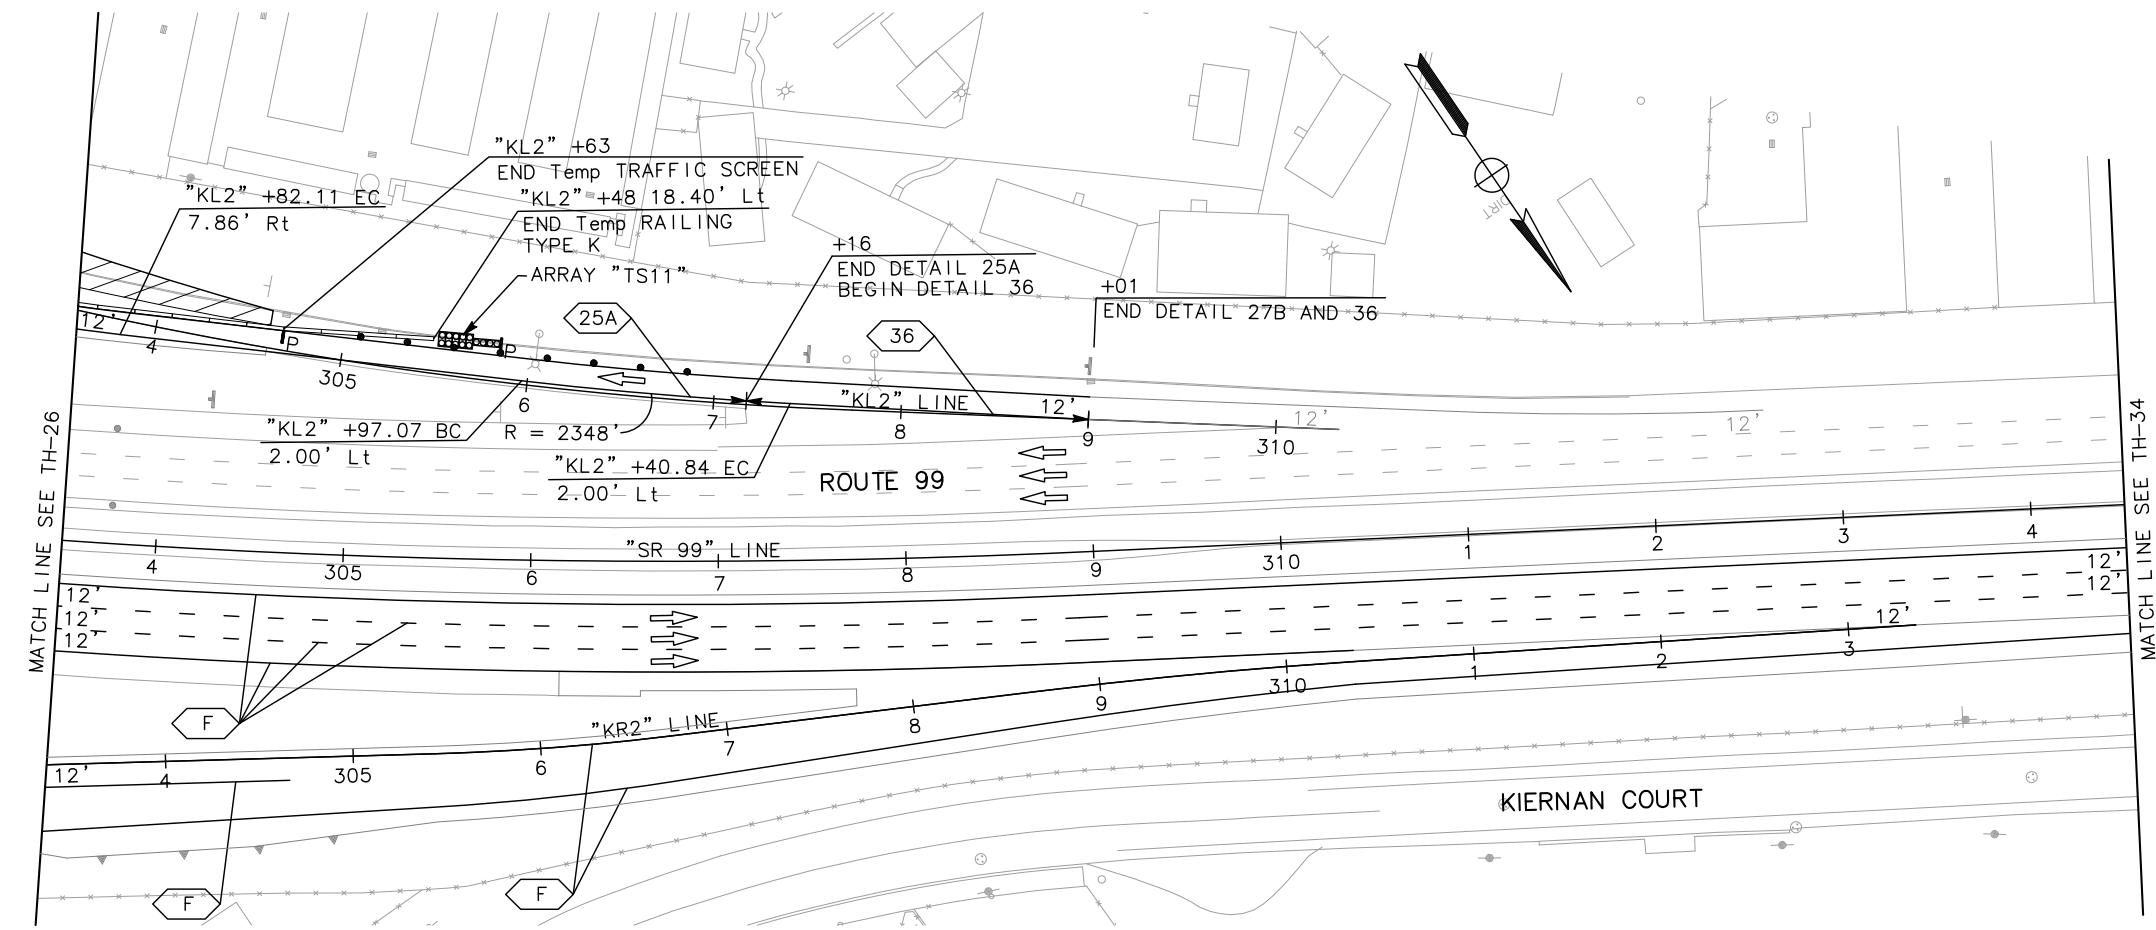 "KL2" +63
END Temp TRAFFIC SCREEN
"KL2" +82.11 EC
7.86' Rt
"KL2" +48 18.40' Lt
END Temp RAILING
TYPE K
ARRAY "TS11"
+16
END DETAIL 25A
BEGIN DETAIL 36
+01
END DETAIL 27B AND 36
DIRT
25A
36
12'
4
P
305
P
6
7
"KL2" LINE
8
12'
9
12'
310
12'
"KL2" +97.07 BC
2.00' Lt
R = 2348'
"KL2" +40.84 EC
2.00' Lt
ROUTE 99
MATCH LINE SEE TH-26
MATCH LINE SEE TH-34
"SR 99" LINE
4
305
6
7
8
9
310
1
2
3
4
12'
12'
12'
12'
12'
12'
F
"KR2" LINE
12'
4
305
6
7
8
9
310
1
2
3
KIERNAN COURT
F
F